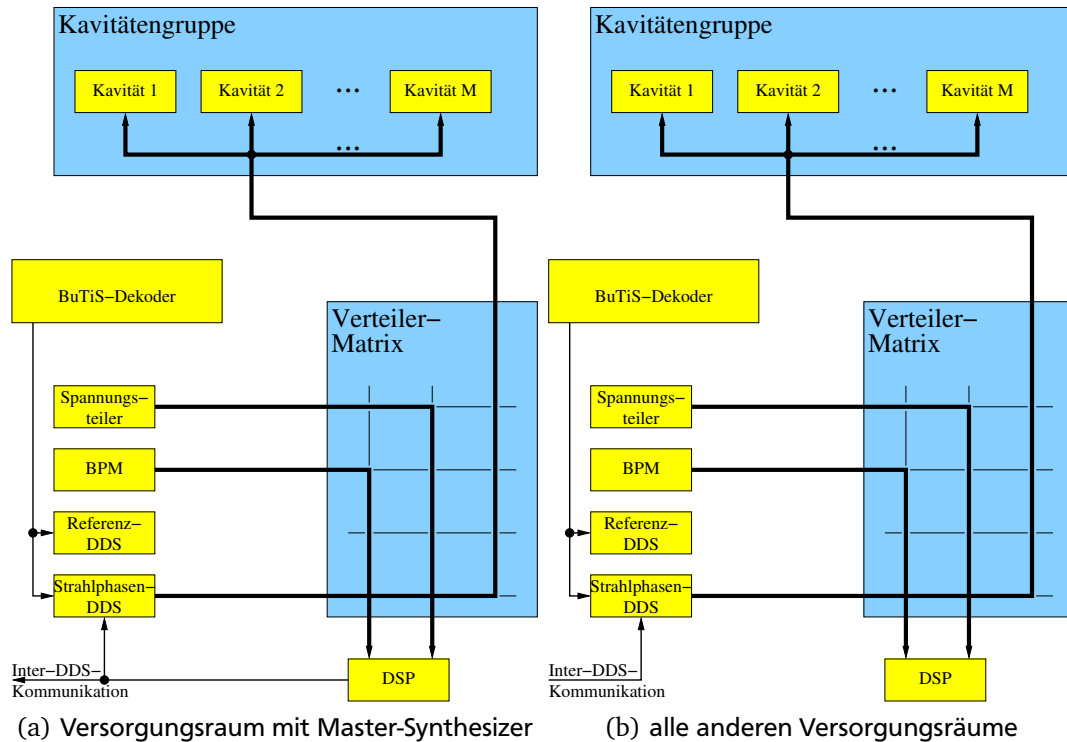 Kavitätengruppe
Kavität 1
Kavität 2
...
Kavität M
...
BuTiS–Dekoder
Verteiler–
Matrix
Spannungs–
teiler
BPM
Referenz–
DDS
Strahlphasen–
DDS
Inter–DDS–
Kommunikation
DSP
(a) Versorgungsraum mit Master-Synthesizer
Kavitätengruppe
Kavität 1
Kavität 2
...
Kavität M
...
BuTiS–Dekoder
Verteiler–
Matrix
Spannungs–
teiler
BPM
Referenz–
DDS
Strahlphasen–
DDS
Inter–DDS–
Kommunikation
DSP
(b) alle anderen Versorgungsräume